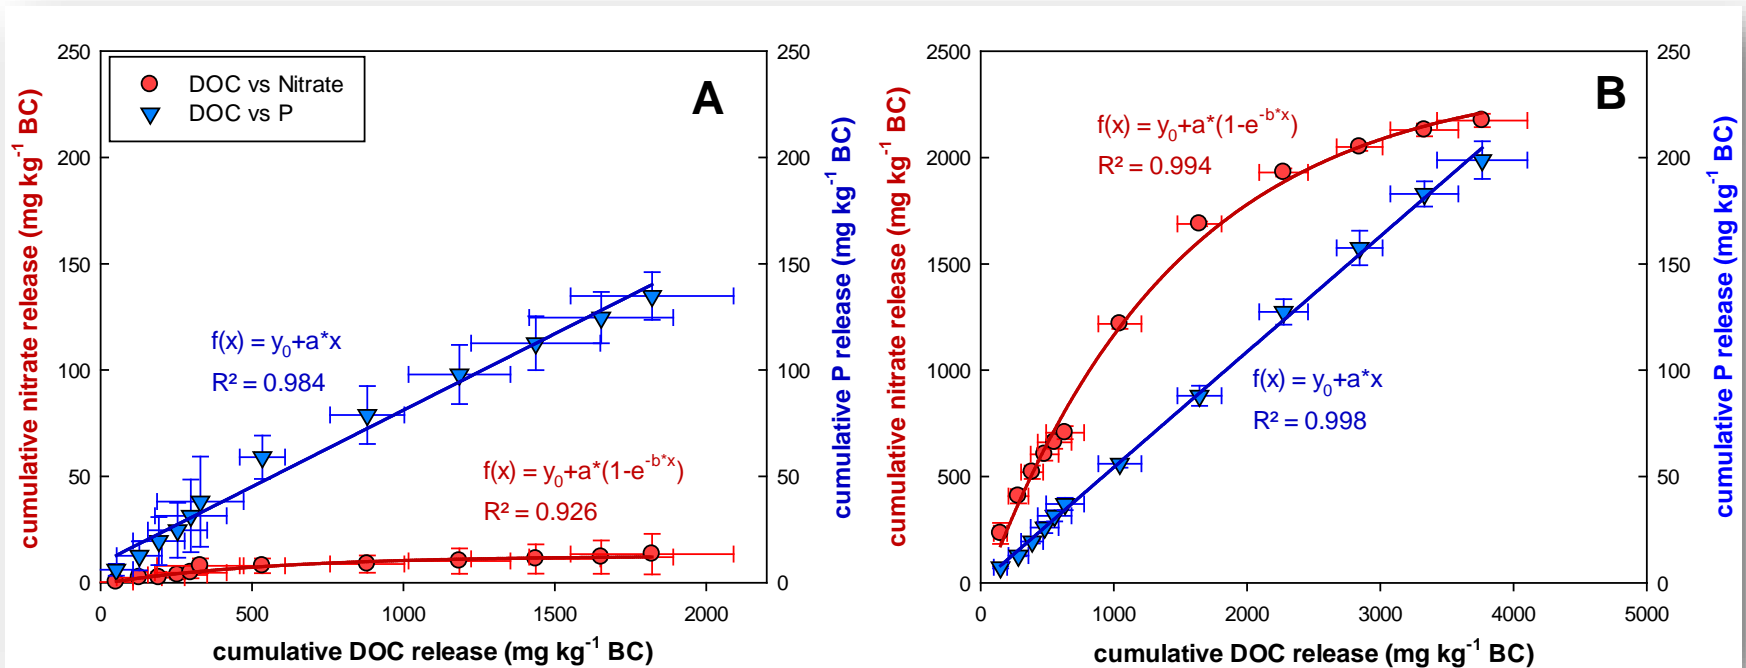 250
200
150
100
50
0
cumulative nitrate release (mg kg⁻¹ BC)
DOC vs Nitrate
DOC vs P
A
f(x) = y₀+a*x
R² = 0.984
f(x) = y₀+a*(1-e⁻ᵇ*ˣ)
R² = 0.926
250
200
150
100
50
0
cumulative P release (mg kg⁻¹ BC)
0 500 1000 1500 2000
cumulative DOC release (mg kg⁻¹ BC)
2500
2000
1500
1000
500
0
cumulative nitrate release (mg kg⁻¹ BC)
B
f(x) = y₀+a*(1-e⁻ᵇ*ˣ)
R² = 0.994
f(x) = y₀+a*x
R² = 0.998
250
200
150
100
50
0
cumulative P release (mg kg⁻¹ BC)
0 1000 2000 3000 4000 5000
cumulative DOC release (mg kg⁻¹ BC)